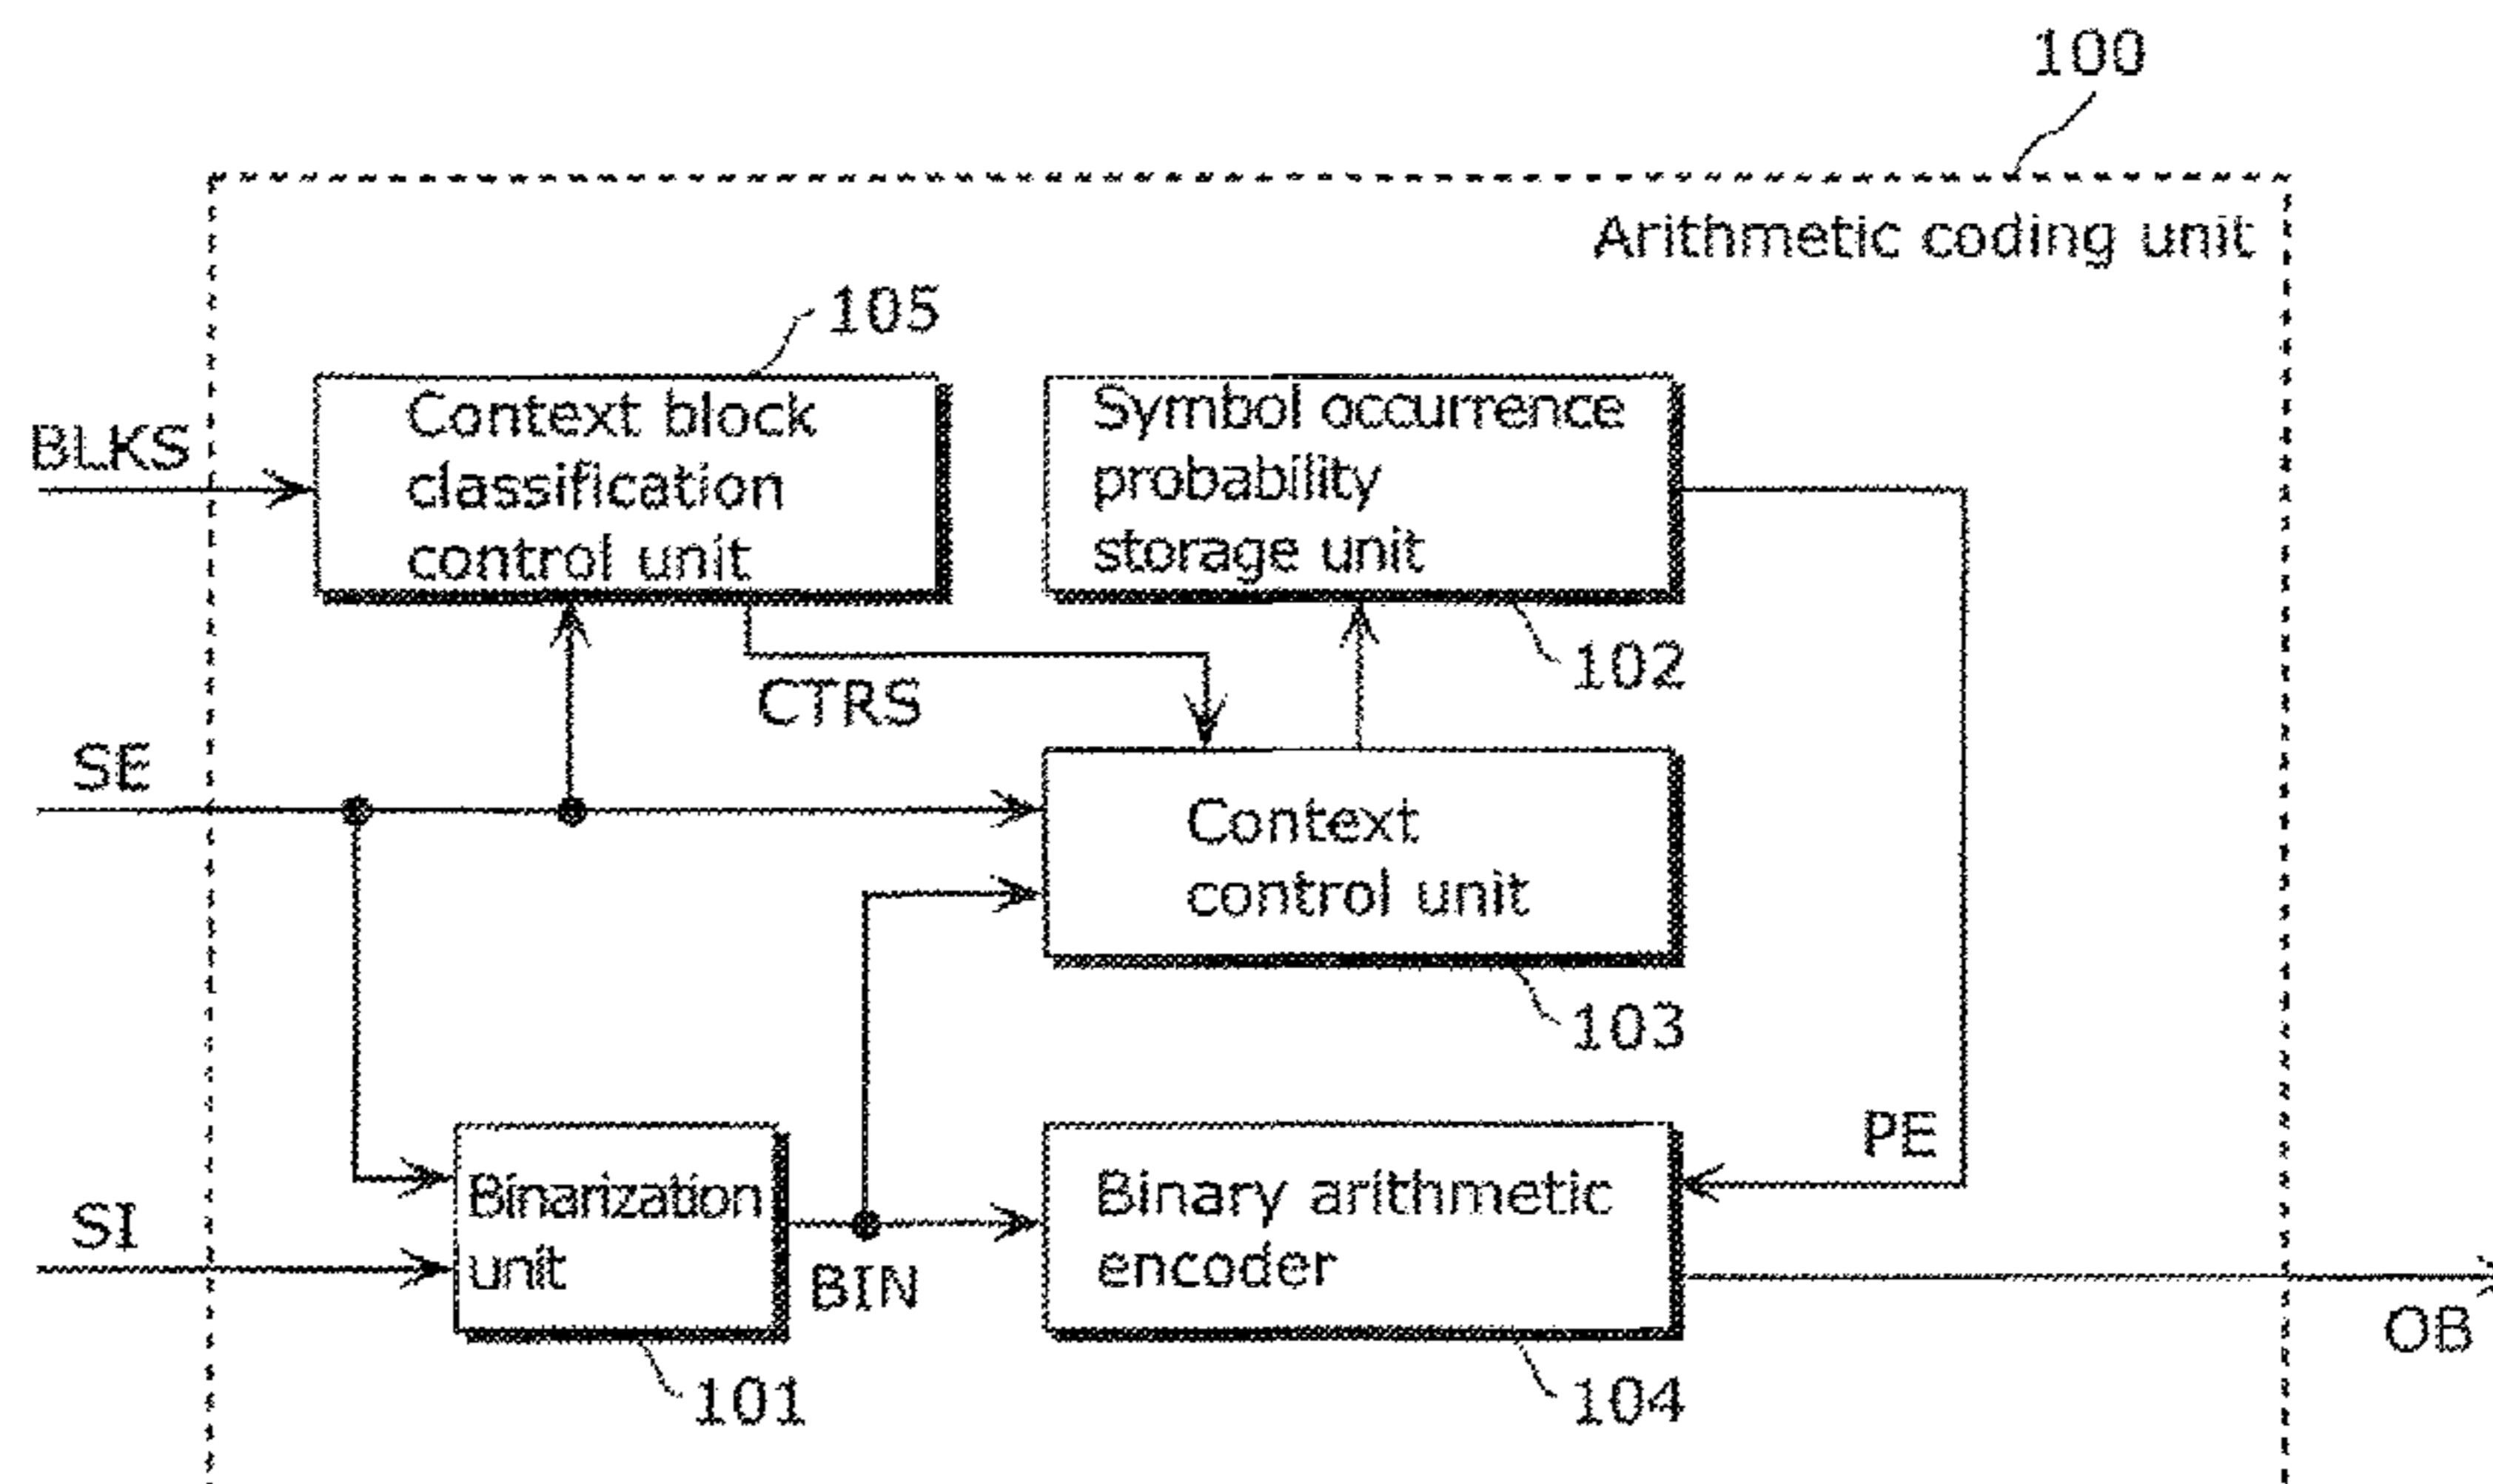 100
Arithmetic coding unit
105
Context block
classification
control unit
Symbol occurrence
probability
storage unit
BLKS
102
CTRS
SE
Context
control unit
103
PE
Binarization
unit
Binary arithmetic
encoder
SI
BIN
OB
101
104